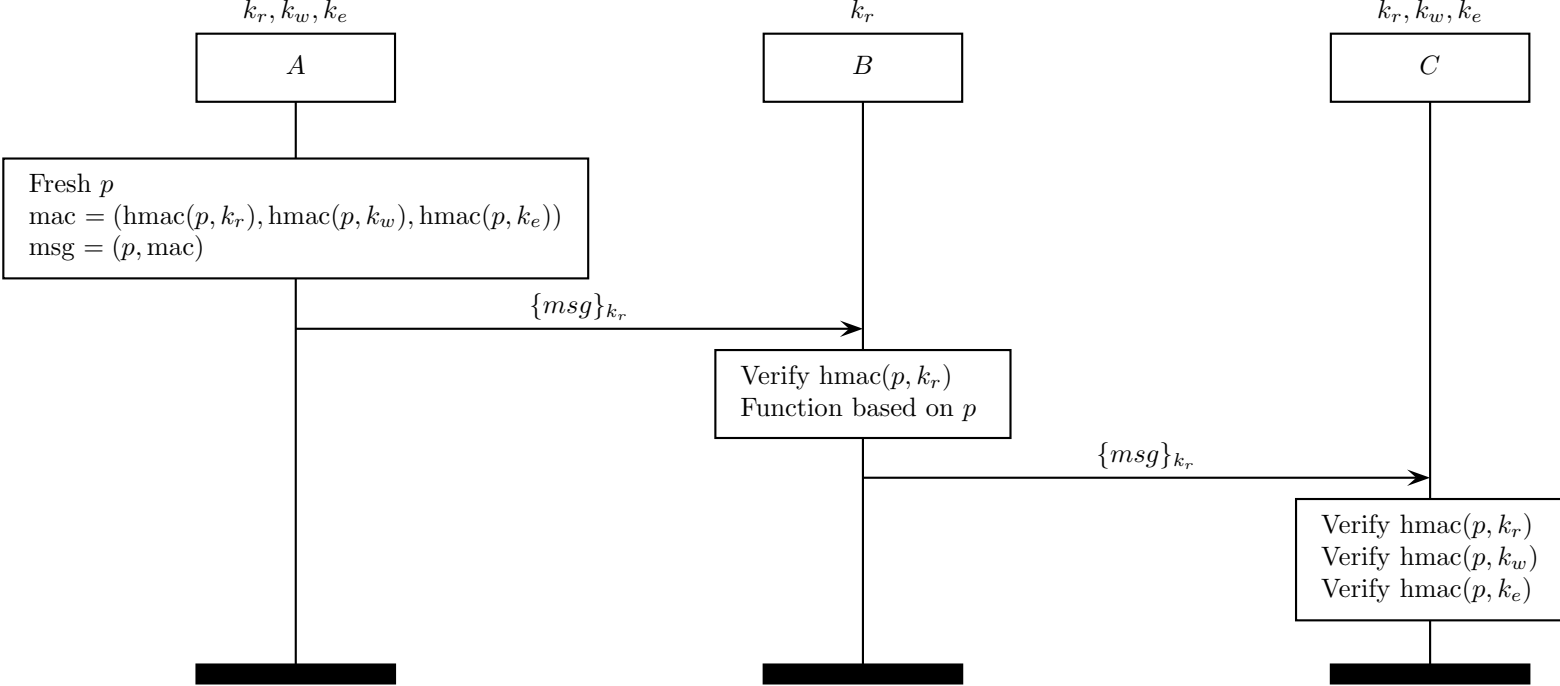 k_r, k_w, k_e
k_r
k_r, k_w, k_e
A
B
C
Fresh p
mac = (hmac(p, k_r), hmac(p, k_w), hmac(p, k_e))
msg = (p, mac)
{msg}_{k_r}
Verify hmac(p, k_r)
Function based on p
{msg}_{k_r}
Verify hmac(p, k_r)
Verify hmac(p, k_w)
Verify hmac(p, k_e)